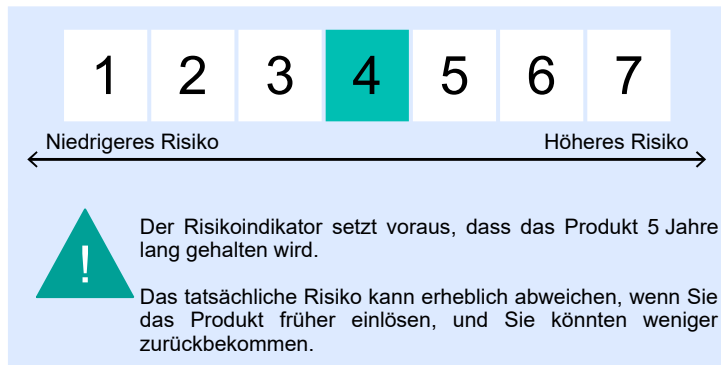 1 2 3 4 5 6 7
Niedrigeres Risiko Höheres Risiko
!
Der Risikoindikator setzt voraus, dass das Produkt 5 Jahre
lang gehalten wird.
Das tatsächliche Risiko kann erheblich abweichen, wenn Sie
das Produkt früher einlösen, und Sie könnten weniger
zurückbekommen.